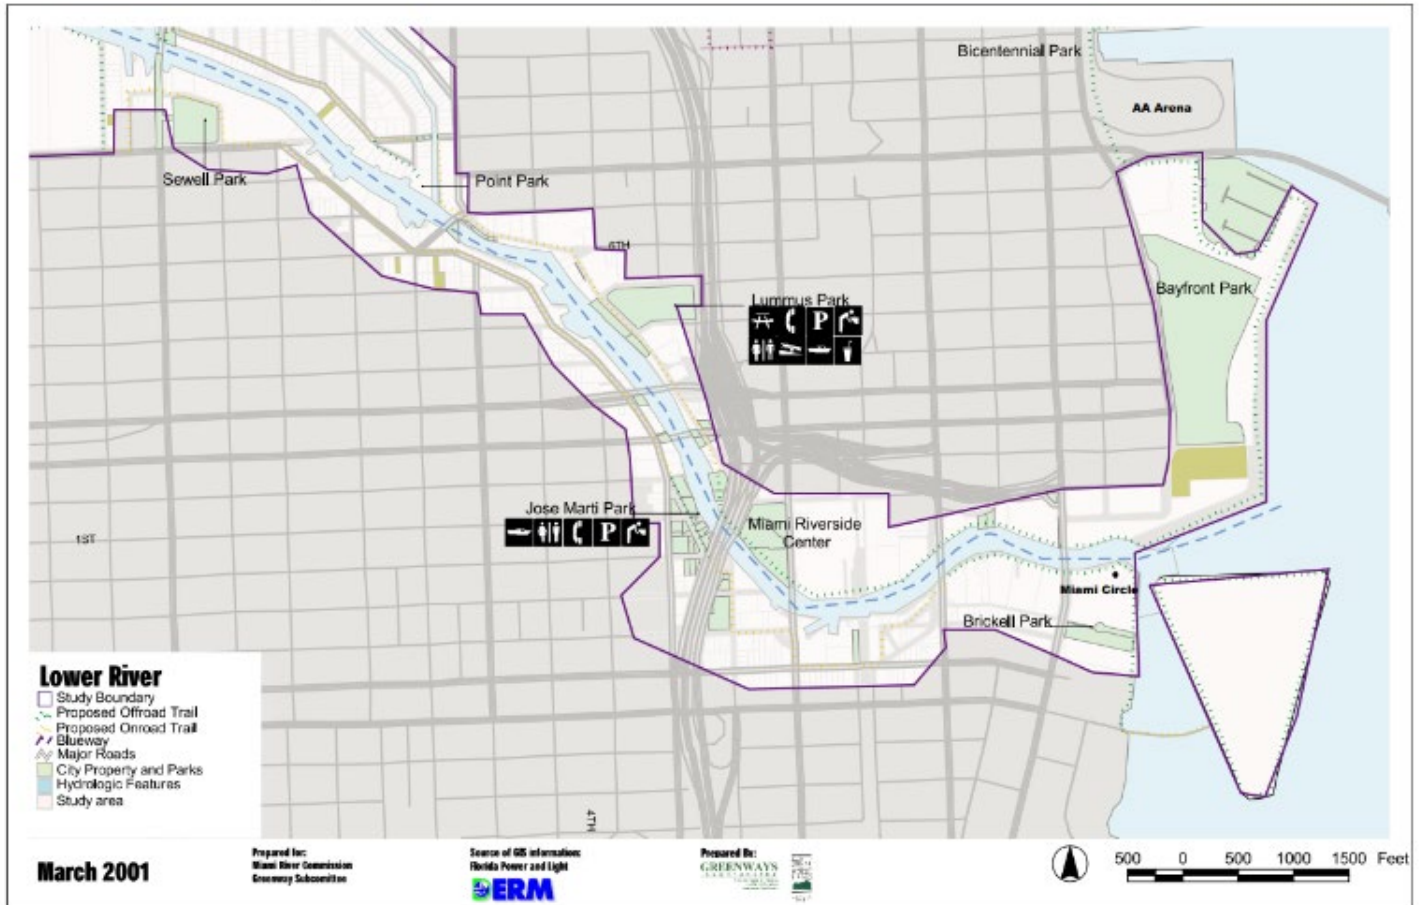 Bicentennial Park
AA Arena
Sewell Park
Point Park
6TH
Lummus Park
P
Bayfront Park
Jose Marti Park
P
Miami Riverside
Center
1ST
Miami Circle
Brickell Park
4TH
Lower River
Study Boundary
Proposed Offroad Trail
Proposed Onroad Trail
Blueway
Major Roads
City Property and Parks
Hydrologic Features
Study area
March 2001
Prepared for:
Miami River Commission
Greenway Subcommittee
Source of GIS information:
Florida Power and Light
DERM
Prepared By:
GREENWAYS
500 0 500 1000 1500 Feet